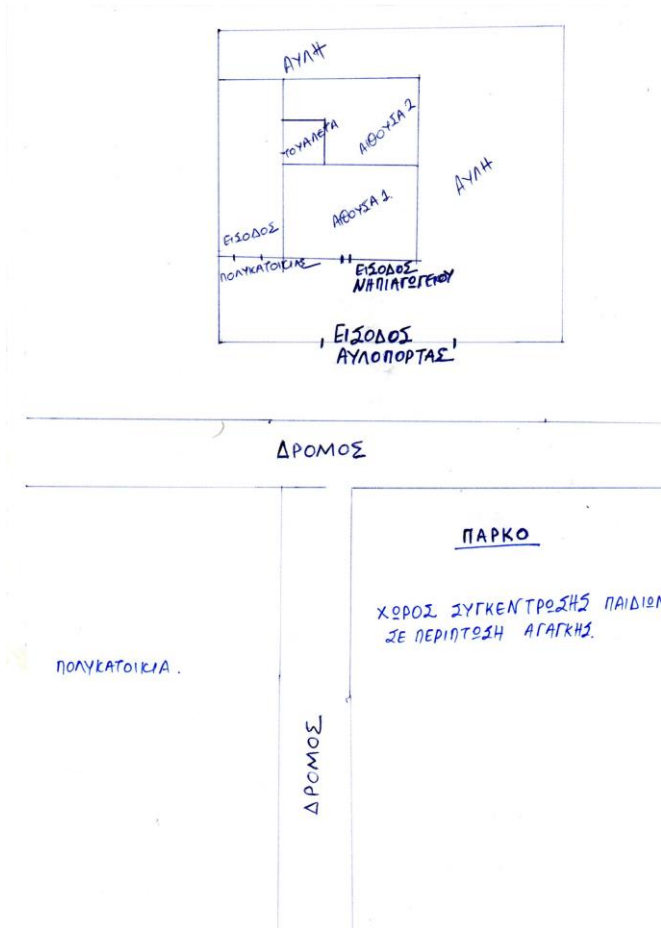 ΑΥΛΗ
ΤΟΥΑΛΕΤΑ
ΑΙΘΟΥΣΑ 2
ΑΥΛΗ
ΑΙΘΟΥΣΑ 1.
ΕΙΣΟΔΟΣ
ΠΟΛΥΚΑΤΟΙΚΙΑΣ
ΕΙΣΟΔΟΣ
ΝΗΠΙΑΓΩΓΕΙΟΥ
ΕΙΣΟΔΟΣ
ΑΥΛΟΠΟΡΤΑΣ
ΔΡΟΜΟΣ
ΠΑΡΚΟ
ΧΩΡΟΣ ΣΥΓΚΕΝΤΡΩΣΗΣ ΠΑΙΔΙΩΝ
ΣΕ ΠΕΡΙΠΤΩΣΗ ΑΓΑΓΚΗΣ.
ΠΟΛΥΚΑΤΟΙΚΙΑ.
ΔΡΟΜΟΣ